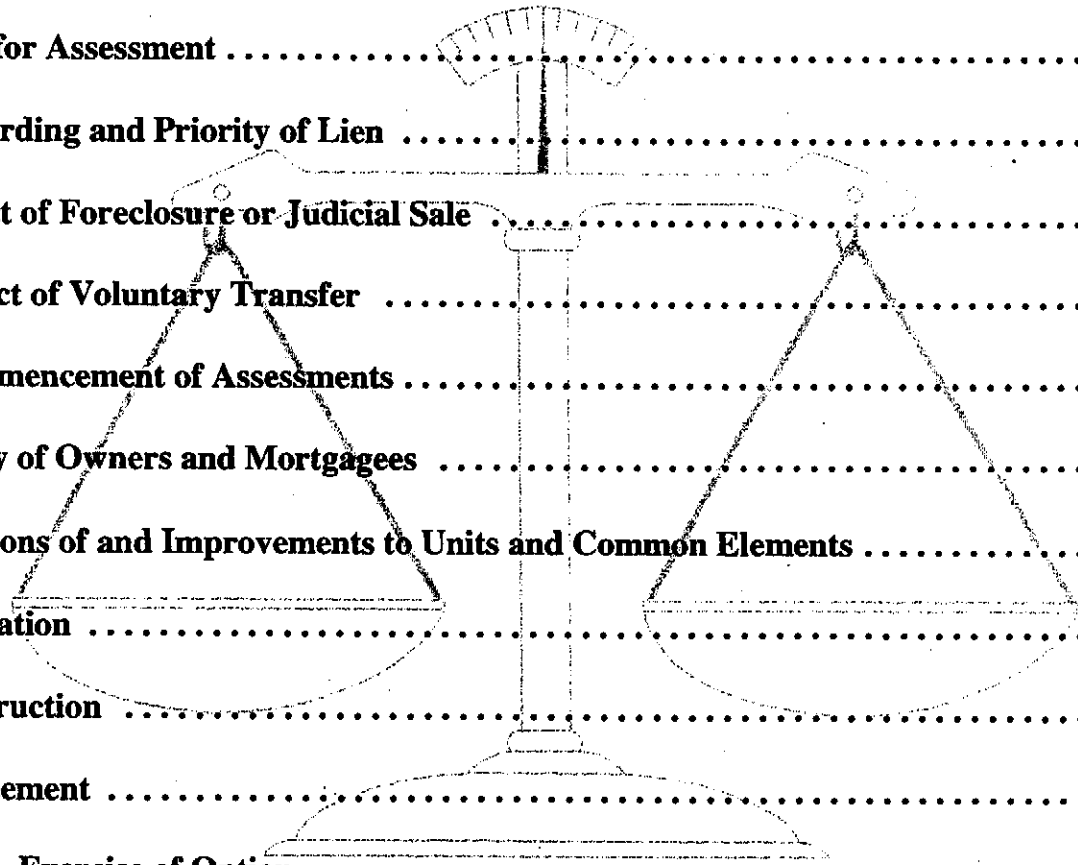 for Assessment . . . . . . . . . . . . . . . . . . . . . . . . . . . . . . . . . . . . . . . . . . . . . . . . .
rding and Priority of Lien . . . . . . . . . . . . . . . . . . . . . . . . . . . . . . . . . . . . . . .
t of Foreclosure or Judicial Sale . . . . . . . . . . . . . . . . . . . . . . . . . . . . . . . . . .
ct of Voluntary Transfer . . . . . . . . . . . . . . . . . . . . . . . . . . . . . . . . . . . . . . . .
mencement of Assessments . . . . . . . . . . . . . . . . . . . . . . . . . . . . . . . . . . . . . .
y of Owners and Mortgagees . . . . . . . . . . . . . . . . . . . . . . . . . . . . . . . . . . . . .
ons of and Improvements to Units and Common Elements . . . . . . . . . . . . .
ation . . . . . . . . . . . . . . . . . . . . . . . . . . . . . . . . . . . . . . . . . . . . . . . . . . . . . . . . .
ruction . . . . . . . . . . . . . . . . . . . . . . . . . . . . . . . . . . . . . . . . . . . . . . . . . . . . . .
ement . . . . . . . . . . . . . . . . . . . . . . . . . . . . . . . . . . . . . . . . . . . . . . . . . . . . . . .